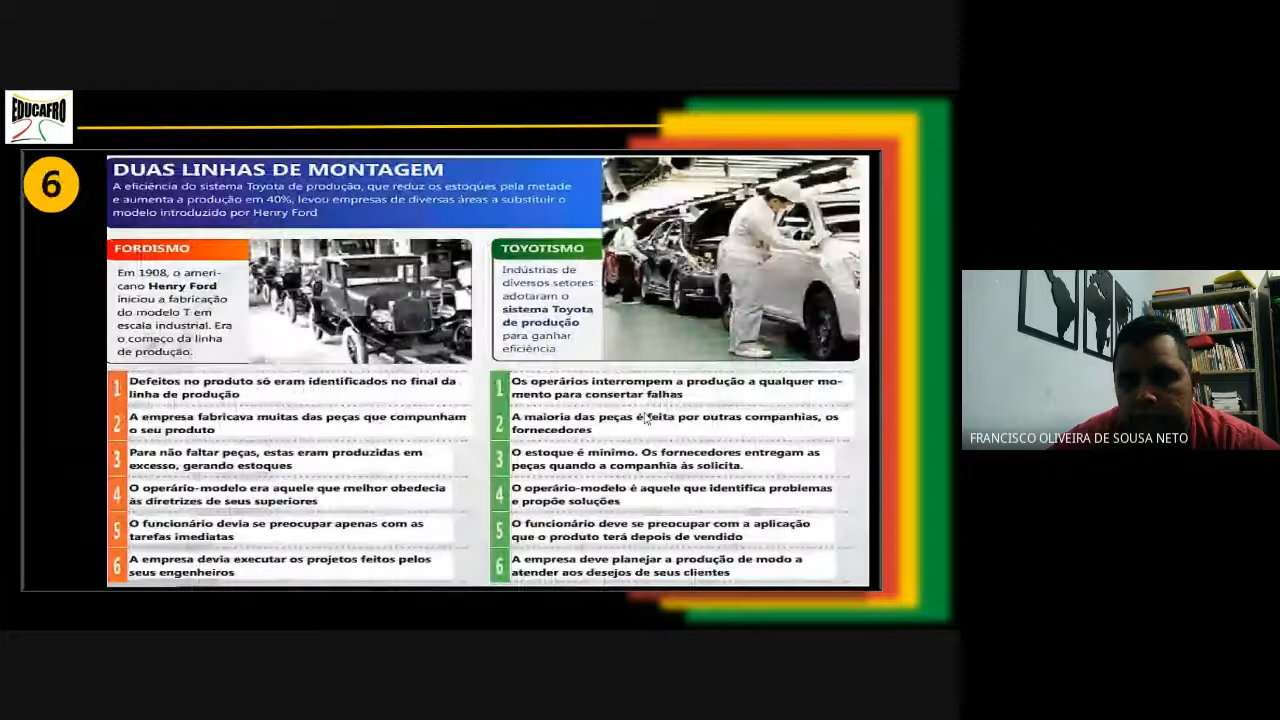 EDUCAFRO
6
DUAS LINHAS DE MONTAGEM
A eficiência do sistema Toyota de produção, que reduz os estoques pela metade
e aumenta a produção em 40%, levou empresas de diversas áreas a substituir o
modelo introduzido por Henry Ford
FORDISMO
Em 1908, o ameri-
cano Henry Ford
iniciou a fabricação
do modelo T em
escala industrial. Era
o começo da linha
de produção.
TOYOTISMO
Indústrias de
diversos setores
adotaram o
sistema Toyota
de produção
para ganhar
eficiência
1 Defeitos no produto só eram identificados no final da
linha de produção
2 A empresa fabricava muitas das peças que compunham
o seu produto
3 Para não faltar peças, estas eram produzidas em
excesso, gerando estoques
4 O operário-modelo era aquele que melhor obedecia
às diretrizes de seus superiores
5 O funcionário devia se preocupar apenas com as
tarefas imediatas
6 A empresa devia executar os projetos feitos pelos
seus engenheiros
1 Os operários interrompem a produção a qualquer mo-
mento para consertar falhas
2 A maioria das peças é feita por outras companhias, os
fornecedores
3 O estoque é mínimo. Os fornecedores entregam as
peças quando a companhia às solicita.
4 O operário-modelo é aquele que identifica problemas
e propõe soluções
5 O funcionário deve se preocupar com a aplicação
que o produto terá depois de vendido
6 A empresa deve planejar a produção de modo a
atender aos desejos de seus clientes
FRANCISCO OLIVEIRA DE SOUSA NETO